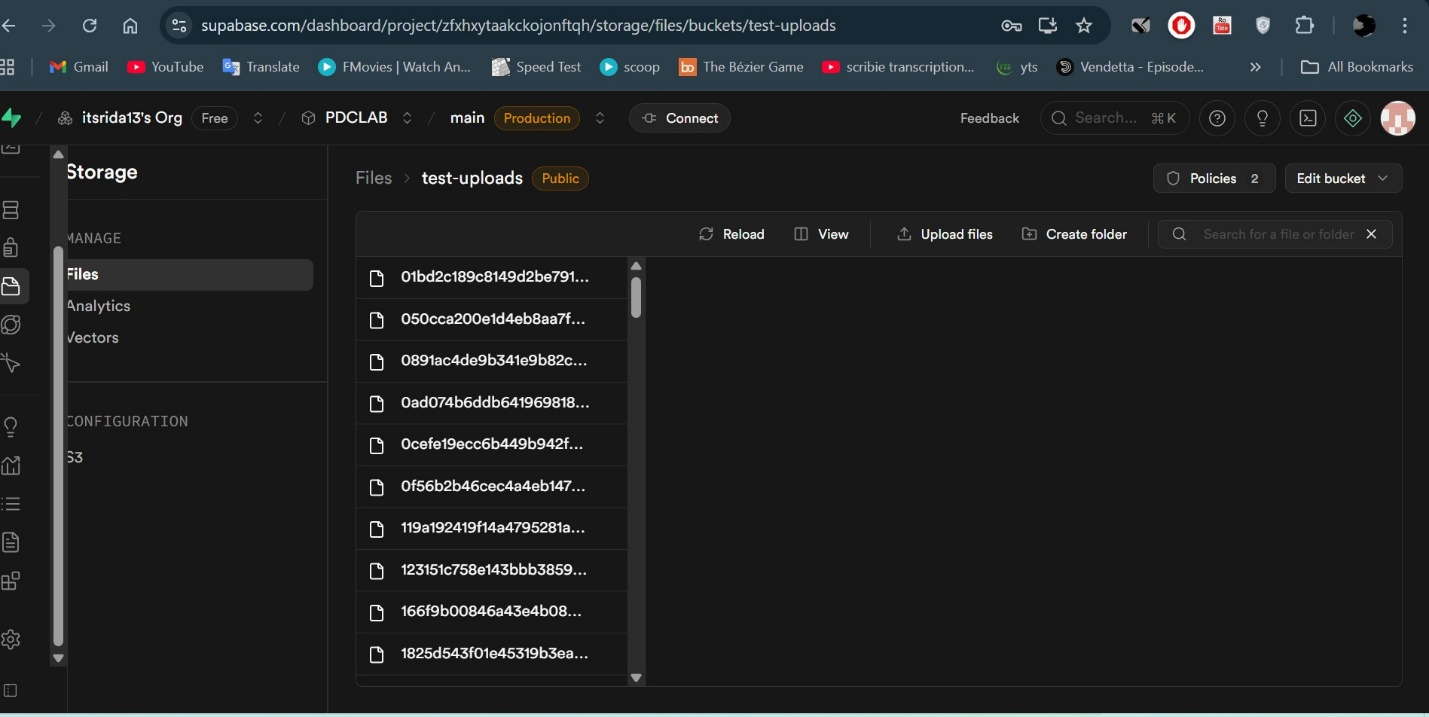 supabase.com/dashboard/project/zfxhxytaakckojonftqh/storage/files/buckets/test-uploads
Gmail YouTube Translate FMovies | Watch An... Speed Test scoop bo The Bézier Game scribie transcription... yts Vendetta - Episode... » All Bookmarks
itsrida13's Org Free / PDCLAB / main Production Connect Feedback Search... ⌘ K
Storage
Files > test-uploads Public Policies 2 Edit bucket
Reload View Upload files Create folder Search for a file or folder
MANAGE
Files
Analytics
Vectors
CONFIGURATION
S3
01bd2c189c8149d2be791...
050cca200e1d4eb8aa7f...
0891ac4de9b341e9b82c...
0ad074b6ddb641969818...
0cefe19ecc6b449b942f...
0f56b2b46cec4a4eb147...
119a192419f14a4795281a...
123151c758e143bbb3859...
166f9b00846a43e4b08...
1825d543f01e45319b3ea...